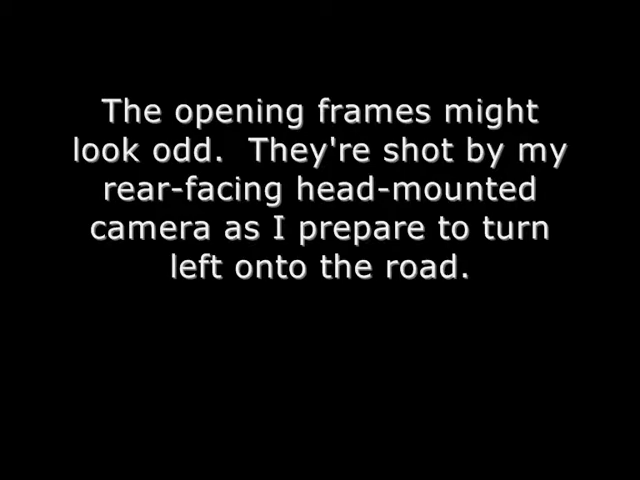 The opening frames might
look odd.  They're shot by my
rear-facing head-mounted
camera as I prepare to turn
left onto the road.